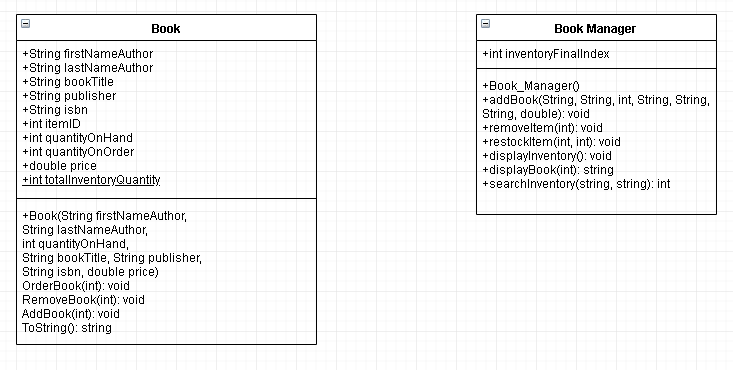 Book
+String firstNameAuthor
+String lastNameAuthor
+String bookTitle
+String publisher
+String isbn
+int itemID
+int quantityOnHand
+int quantityOnOrder
+double price
+int totalInventoryQuantity
+Book(String firstNameAuthor,
String lastNameAuthor,
int quantityOnHand,
String bookTitle, String publisher,
String isbn, double price)
OrderBook(int): void
RemoveBook(int): void
AddBook(int): void
ToString(): string
Book Manager
+int inventoryFinalIndex
+Book_Manager()
+addBook(String, String, int, String, String,
String, double): void
+removeItem(int): void
+restockItem(int, int): void
+displayInventory(): void
+displayBook(int): string
+searchInventory(string, string): int